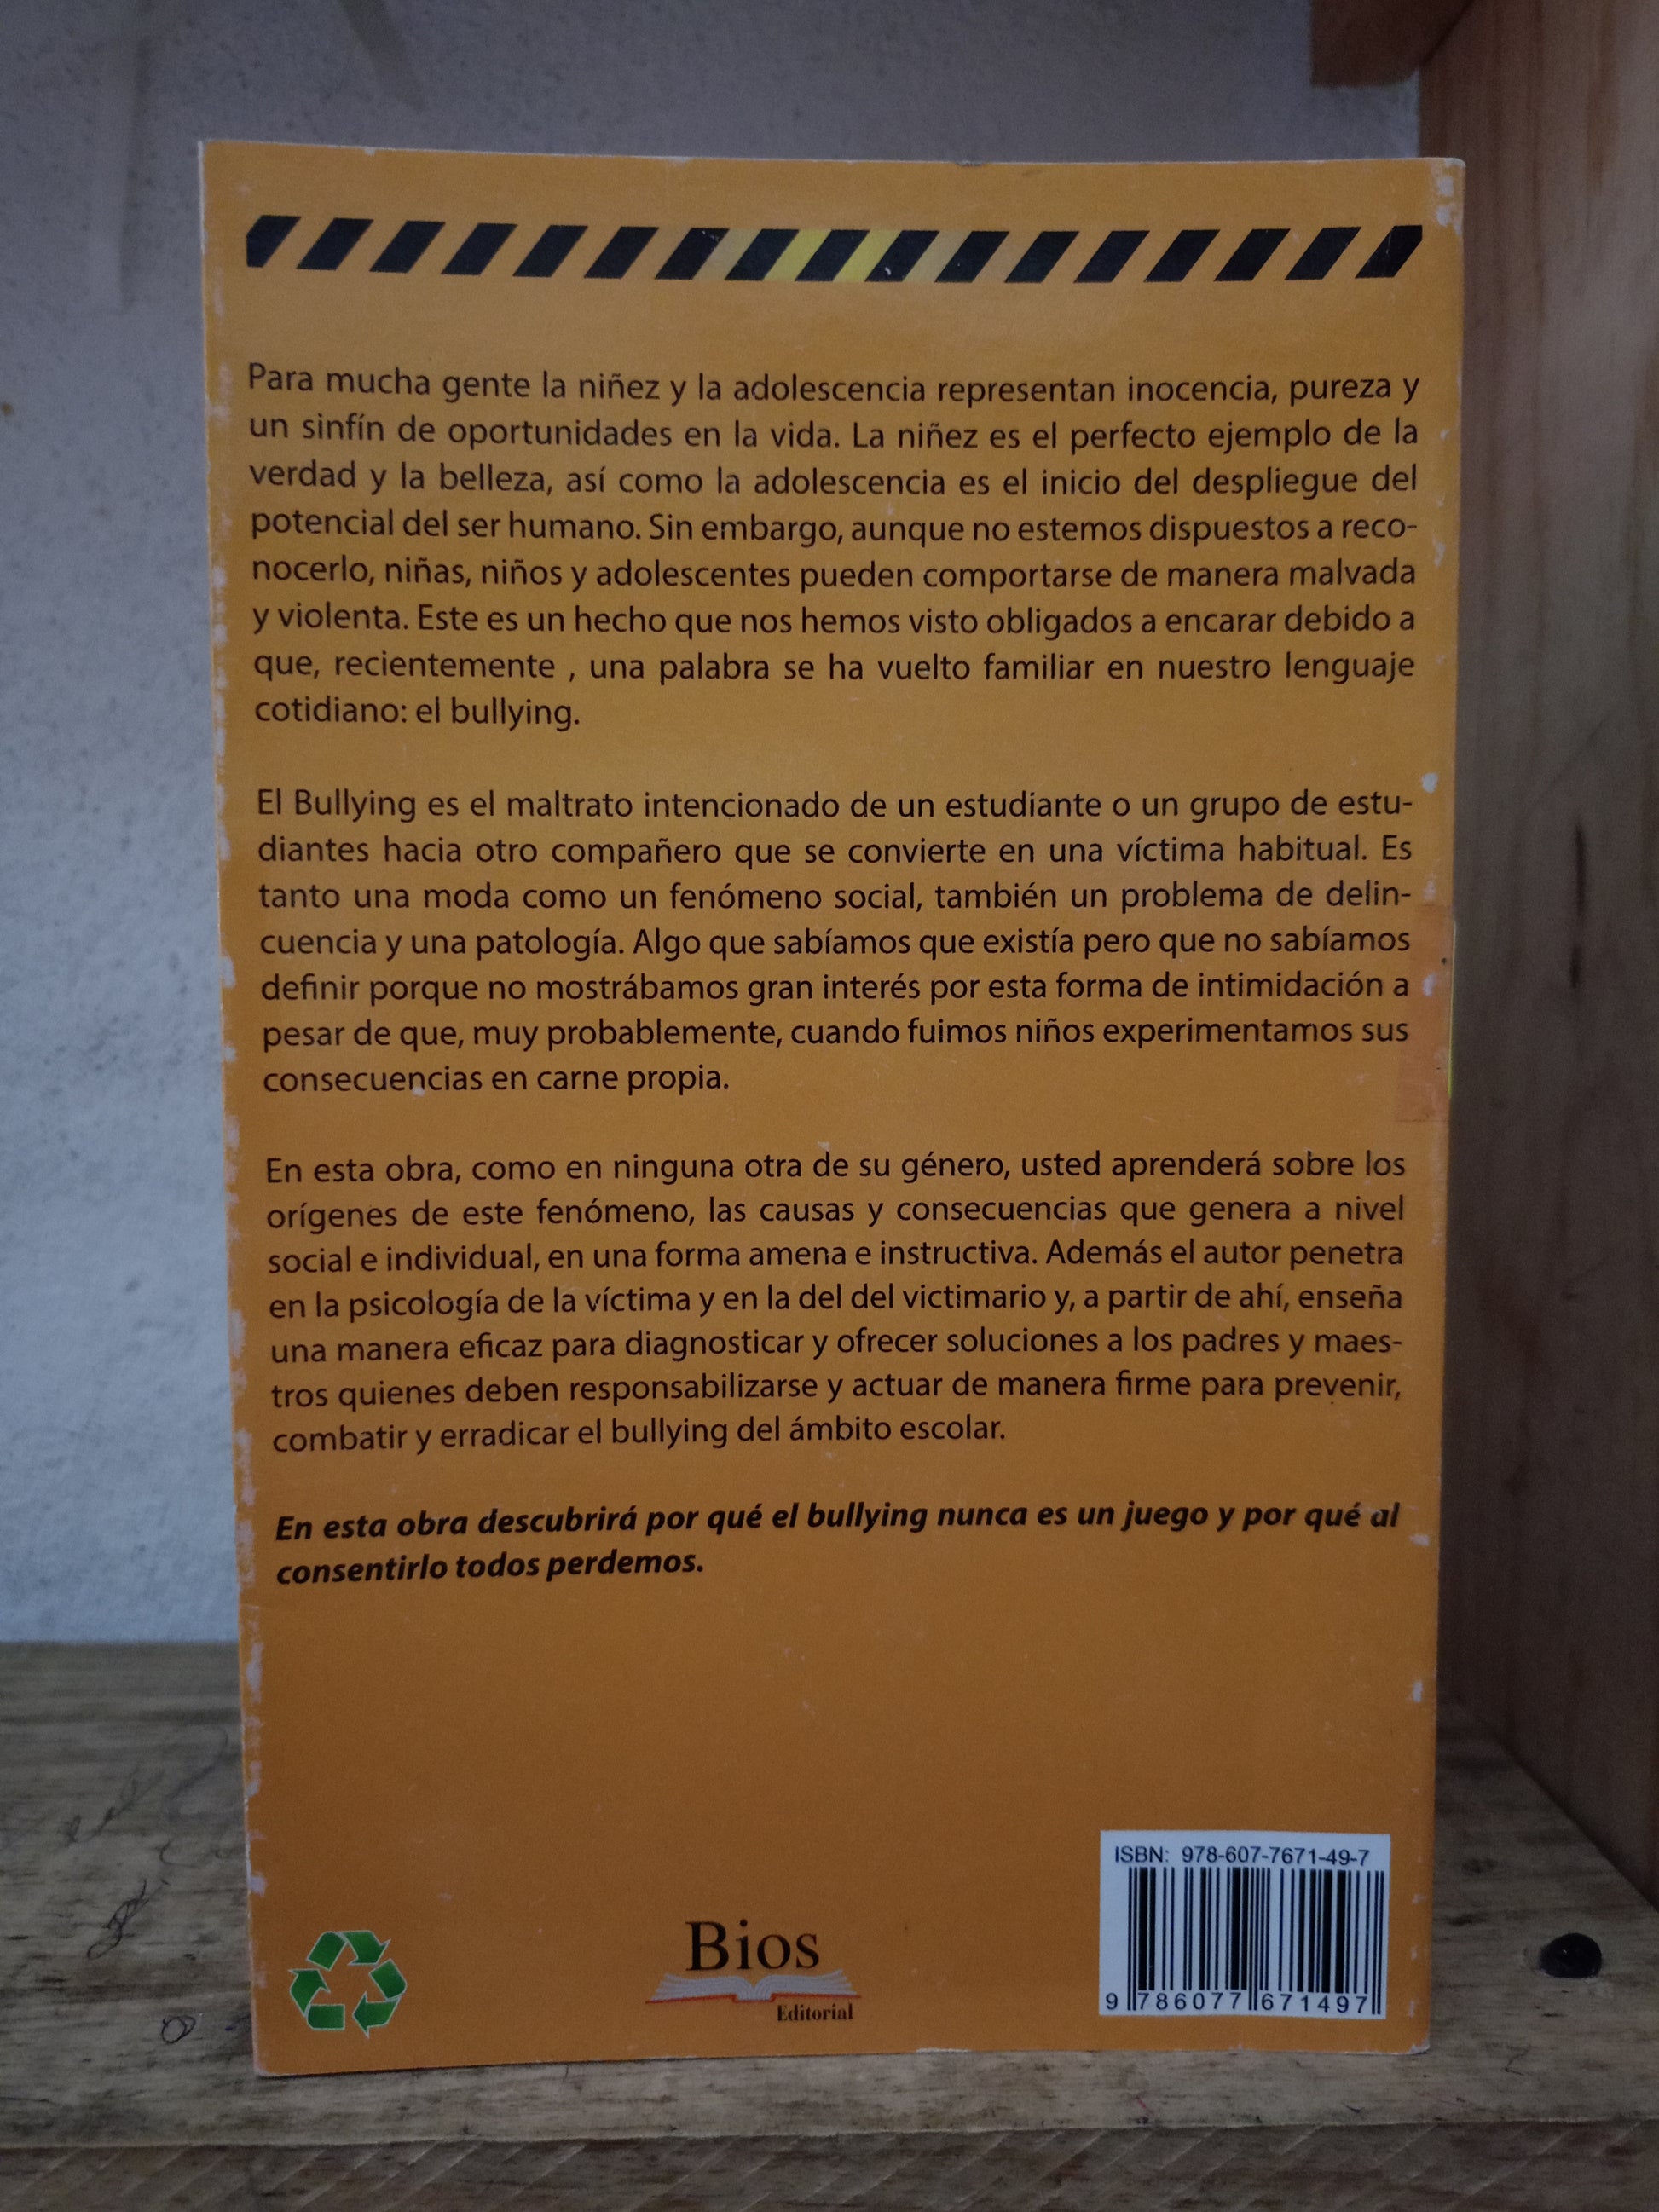 Para mucha gente la niñez y la adolescencia representan inocencia, pureza y
un sinfín de oportunidades en la vida. La niñez es el perfecto ejemplo de la
verdad y la belleza, así como la adolescencia es el inicio del despliegue del
potencial del ser humano. Sin embargo, aunque no estemos dispuestos a reco-
nocerlo, niñas, niños y adolescentes pueden comportarse de manera malvada
y violenta. Este es un hecho que nos hemos visto obligados a encarar debido a
que, recientemente , una palabra se ha vuelto familiar en nuestro lenguaje
cotidiano: el bullying.
El Bullying es el maltrato intencionado de un estudiante o un grupo de estu-
diantes hacia otro compañero que se convierte en una víctima habitual. Es
tanto una moda como un fenómeno social, también un problema de delin-
cuencia y una patología. Algo que sabíamos que existía pero que no sabíamos
definir porque no mostrábamos gran interés por esta forma de intimidación a
pesar de que, muy probablemente, cuando fuimos niños experimentamos sus
consecuencias en carne propia.
En esta obra, como en ninguna otra de su género, usted aprenderá sobre los
orígenes de este fenómeno, las causas y consecuencias que genera a nivel
social e individual, en una forma amena e instructiva. Además el autor penetra
en la psicología de la víctima y en la del del victimario y, a partir de ahí, enseña
una manera eficaz para diagnosticar y ofrecer soluciones a los padres y maes-
tros quienes deben responsabilizarse y actuar de manera firme para prevenir,
combatir y erradicar el bullying del ámbito escolar.
En esta obra descubrirá por qué el bullying nunca es un juego y por qué al
consentirlo todos perdemos.
ISBN: 978-607-7671-49-7
9 786077 671497
Bios
Editorial